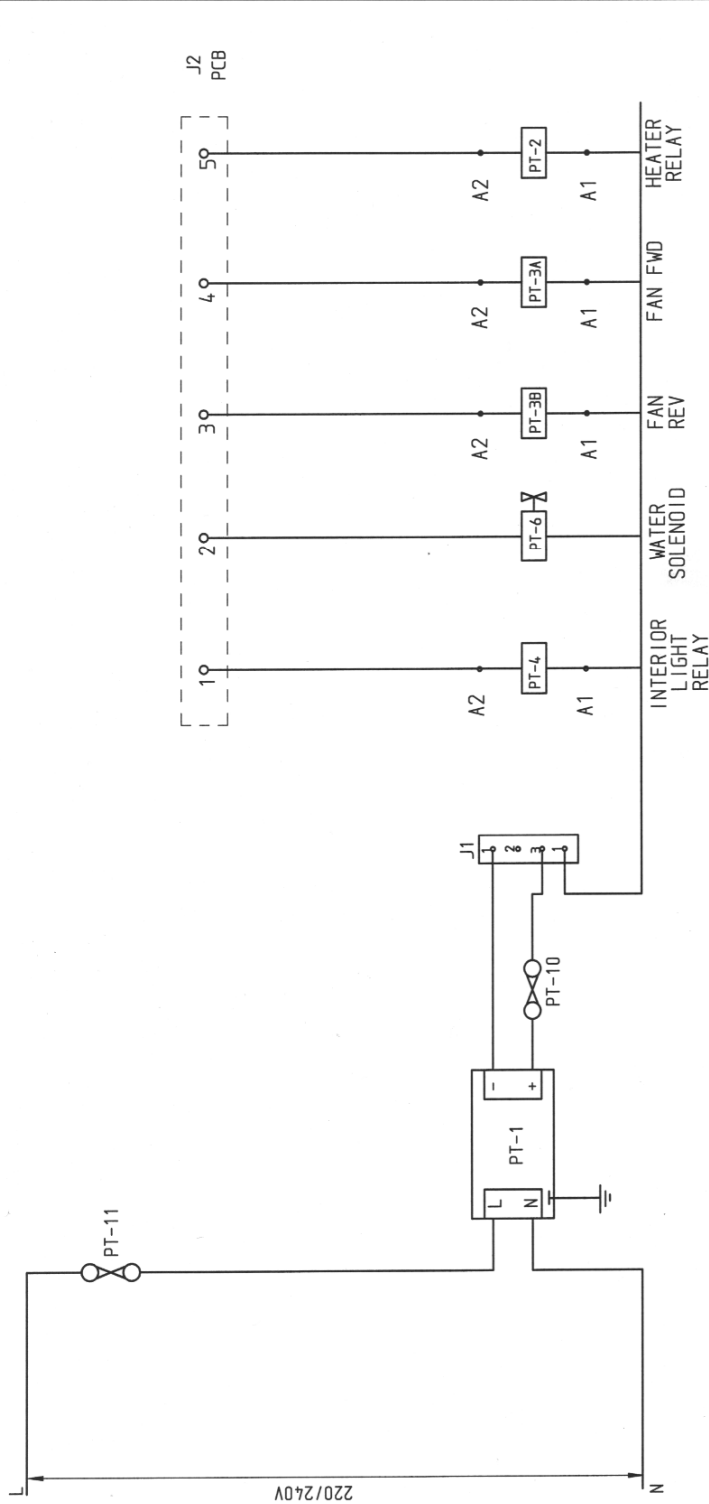 J2
PCB
1
2
3
4
5
A2
A2
A2
A2
PT-4
PT-6
PT-3B
PT-3A
PT-2
A1
A1
A1
A1
INTERIOR
LIGHT
RELAY
WATER
SOLENOID
FAN
REV
FAN FWD
HEATER
RELAY
J1
1
2
3
1
PT-10
-
+
PT-1
L
N
PT-11
L
220/240V
N